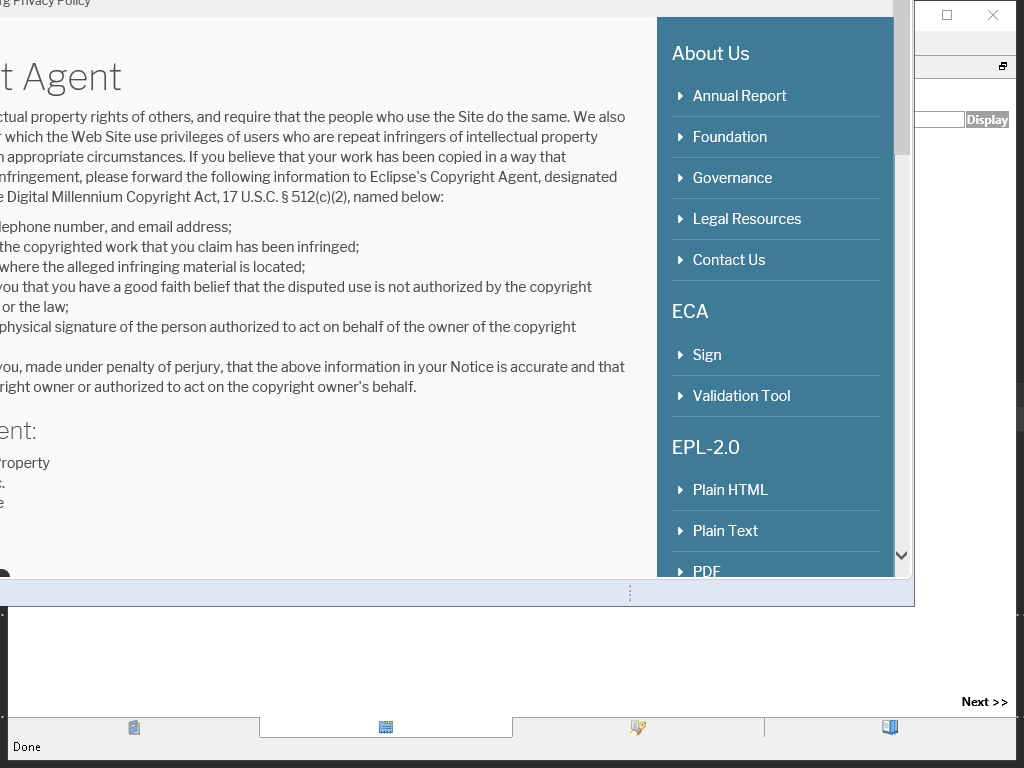 Privacy Policy
t Agent
ctual property rights of others, and require that the people who use the Site do the same. We also
which the Web Site use privileges of users who are repeat infringers of intellectual property
n appropriate circumstances. If you believe that your work has been copied in a way that
nfringement, please forward the following information to Eclipse's Copyright Agent, designated
e Digital Millennium Copyright Act, 17 U.S.C. § 512(c)(2), named below:
lephone number, and email address;
the copyrighted work that you claim has been infringed;
where the alleged infringing material is located;
you that you have a good faith belief that the disputed use is not authorized by the copyright
or the law;
physical signature of the person authorized to act on behalf of the owner of the copyright
you, made under penalty of perjury, that the above information in your Notice is accurate and that
right owner or authorized to act on the copyright owner's behalf.
ent:
Property
c.
e
About Us
Annual Report
Foundation
Governance
Legal Resources
Contact Us
ECA
Sign
Validation Tool
EPL-2.0
Plain HTML
Plain Text
PDF
Display
Next >>
Done